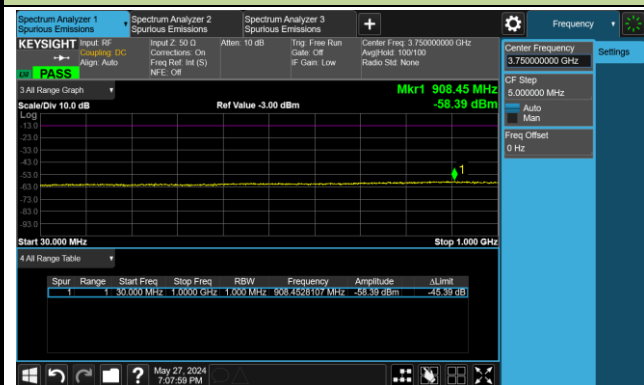 Spectrum Analyzer 1
Spurious Emissions
Spectrum Analyzer 2
Spurious Emissions
Spectrum Analyzer 3
Spurious Emissions
Frequency
KEYSIGHT
Input: RF
Coupling: DC
Align: Auto
Input Z: 50 Ω
Corrections: On
Freq Ref: Int (S)
NFE: Off
Atten: 10 dB
Trig: Free Run
Gate: Off
IF Gain: Low
Center Freq: 3.750000000 GHz
Avg|Hold: 100/100
Radio Std: None
PASS
3 All Range Graph
Mkr1 908.45 MHz
Scale/Div 10.0 dB
Ref Value -3.00 dBm
-58.39 dBm
Log
-13.0
-23.0
-33.0
-43.0
-53.0
-63.0
-73.0
-83.0
-93.0
1
Start 30.000 MHz
Stop 1.000 GHz
4 All Range Table
Spur Range Start Freq Stop Freq RBW Frequency Amplitude ΔLimit
1 1 30.000 MHz 1.0000 GHz 1.000 MHz 908.4528107 MHz -58.39 dBm -45.39 dB
May 27, 2024
7:07:59 PM
Center Frequency
3.750000000 GHz
CF Step
5.000000 MHz
Auto
Man
Freq Offset
0 Hz
Settings